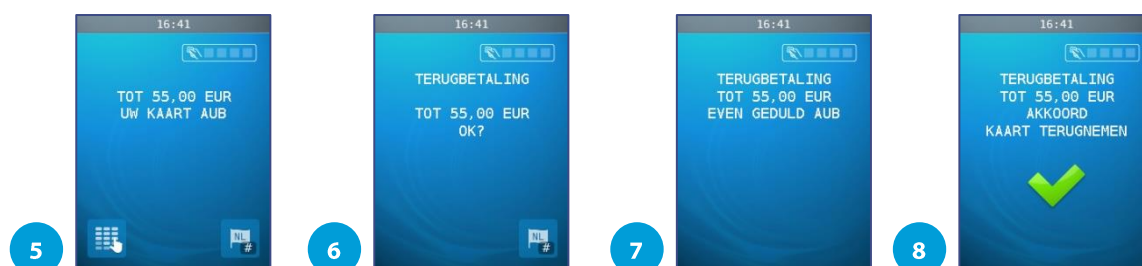 16:41
TOT 55,00 EUR
UW KAART AUB
NL
#
5
16:41
TERUGBETALING
TOT 55,00 EUR
OK?
NL
#
6
16:41
TERUGBETALING
TOT 55,00 EUR
EVEN GEDULD AUB
7
16:41
TERUGBETALING
TOT 55,00 EUR
AKKOORD
KAART TERUGNEMEN
8